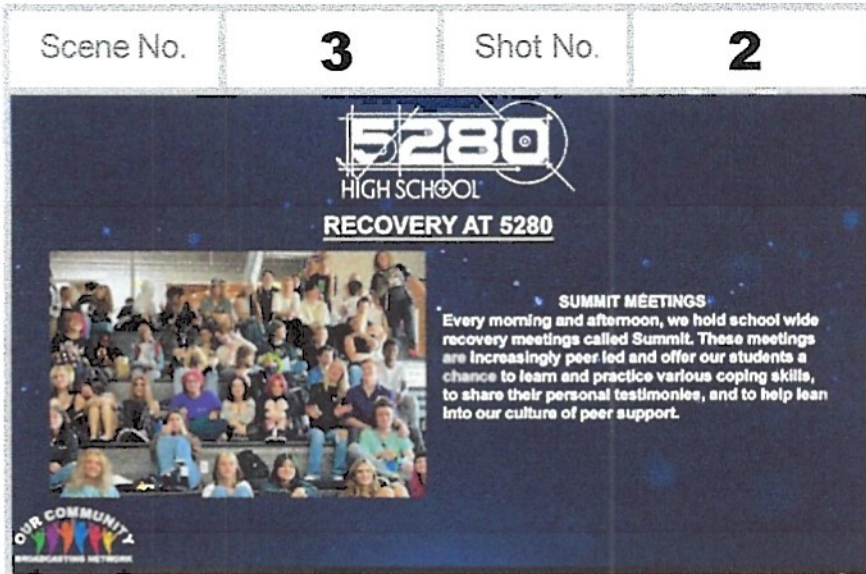 Scene No. 3 Shot No. 2
5280
HIGH SCHOOL
RECOVERY AT 5280
SUMMIT MEETINGS
Every morning and afternoon, we hold school wide
recovery meetings called Summit. These meetings
are increasingly peer led and offer our students a
chance to learn and practice various coping skills,
to share their personal testimonies, and to help lean
into our culture of peer support.
OUR COMMUNITY
BROADCASTING NETWORK